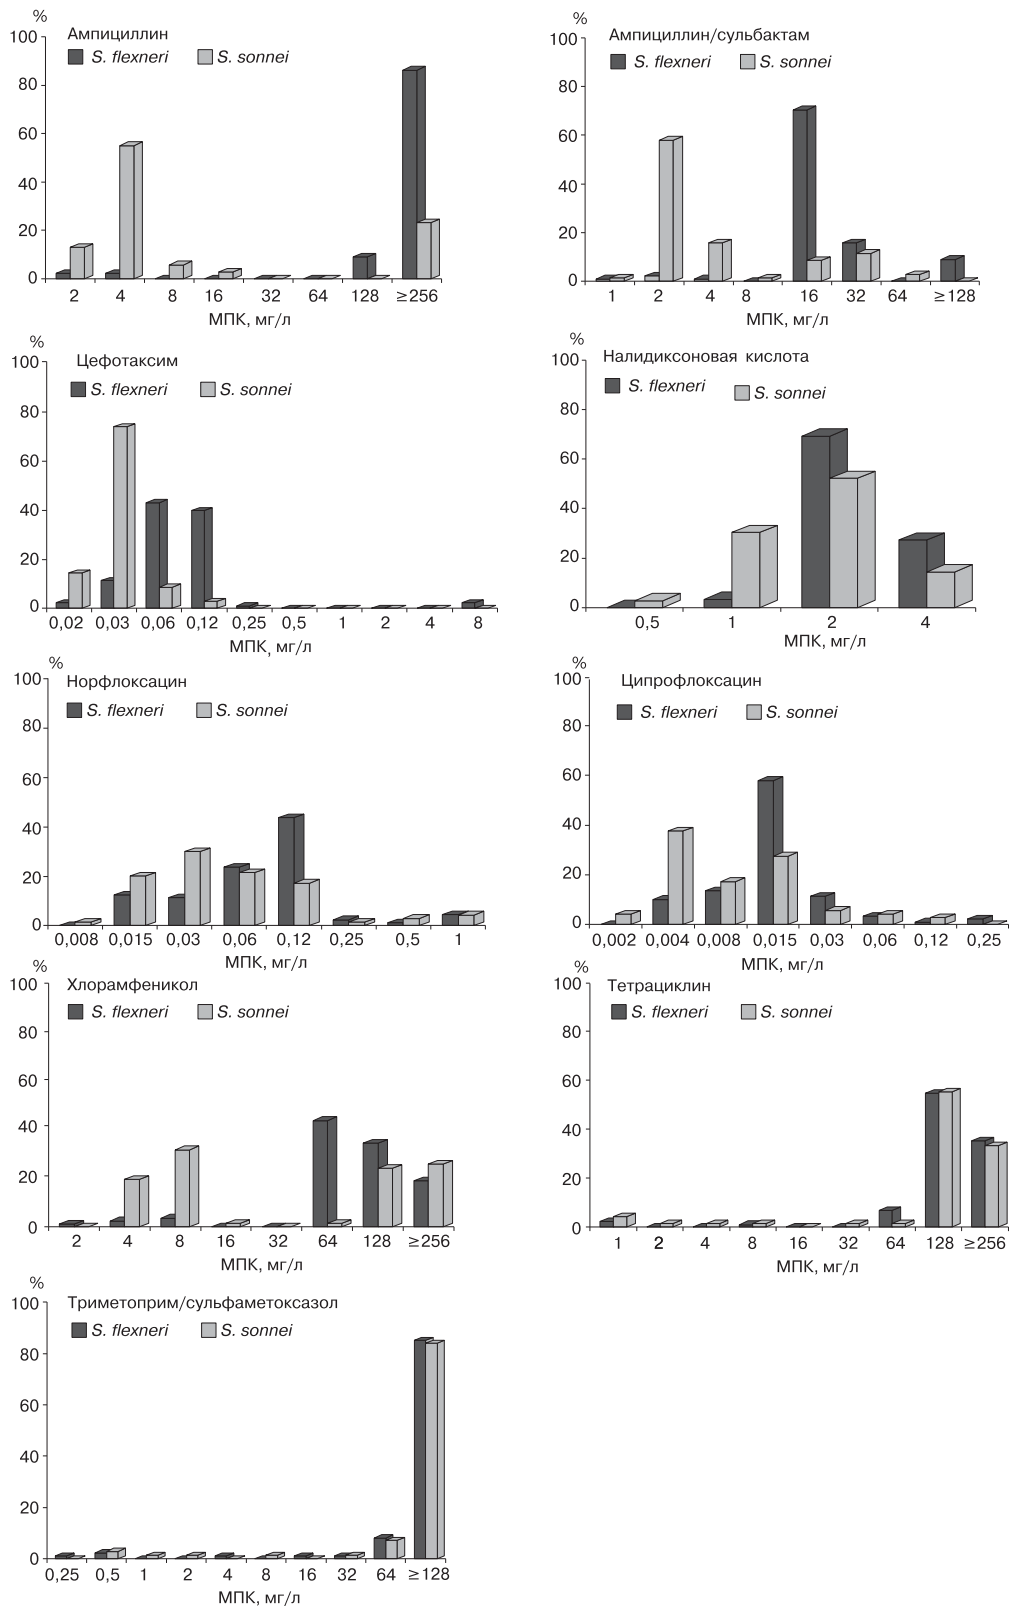 %
Ампициллин
S. flexneri S. sonnei
100
80
60
40
20
0
2 4 8 16 32 64 128 ≥256
МПК, мг/л
%
Ампициллин/сульбактам
S. flexneri S. sonnei
100
80
60
40
20
0
1 2 4 8 16 32 64 ≥128
МПК, мг/л
%
Цефотаксим
S. flexneri S. sonnei
100
80
60
40
20
0
0,02 0,03 0,06 0,12 0,25 0,5 1 2 4 8
МПК, мг/л
%
Налидиксоновая кислота
S. flexneri S. sonnei
100
80
60
40
20
0
0,5 1 2 4
МПК, мг/л
%
Норфлоксацин
S. flexneri S. sonnei
100
80
60
40
20
0
0,008 0,015 0,03 0,06 0,12 0,25 0,5 1
МПК, мг/л
%
Ципрофлоксацин
S. flexneri S. sonnei
100
80
60
40
20
0
0,002 0,004 0,008 0,015 0,03 0,06 0,12 0,25
МПК, мг/л
%
Хлорамфеникол
S. flexneri S. sonnei
100
80
60
40
20
0
2 4 8 16 32 64 128 ≥256
МПК, мг/л
%
Тетрациклин
S. flexneri S. sonnei
100
80
60
40
20
0
1 2 4 8 16 32 64 128 ≥256
МПК, мг/л
%
Триметоприм/сульфаметоксазол
S. flexneri S. sonnei
100
80
60
40
20
0
0,25 0,5 1 2 4 8 16 32 64 ≥128
МПК, мг/л